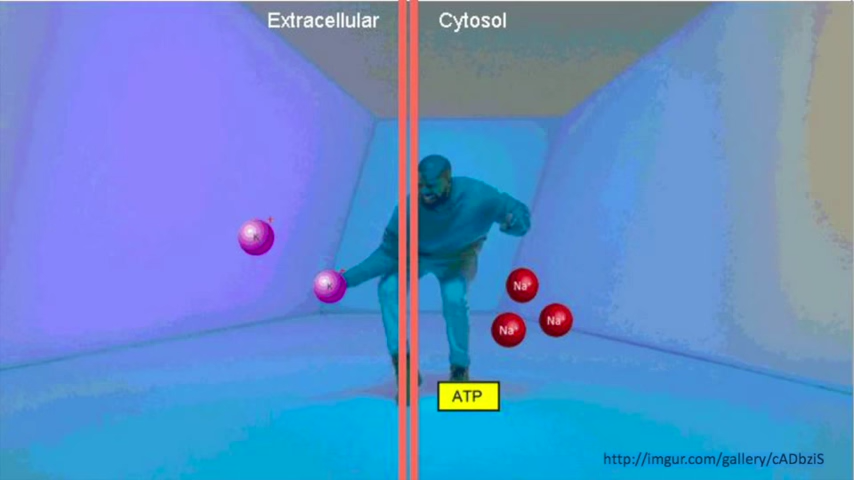 Extracellular
Cytosol
K+
K+
Na+
Na+
Na+
ATP
http://imgur.com/gallery/cADbziS